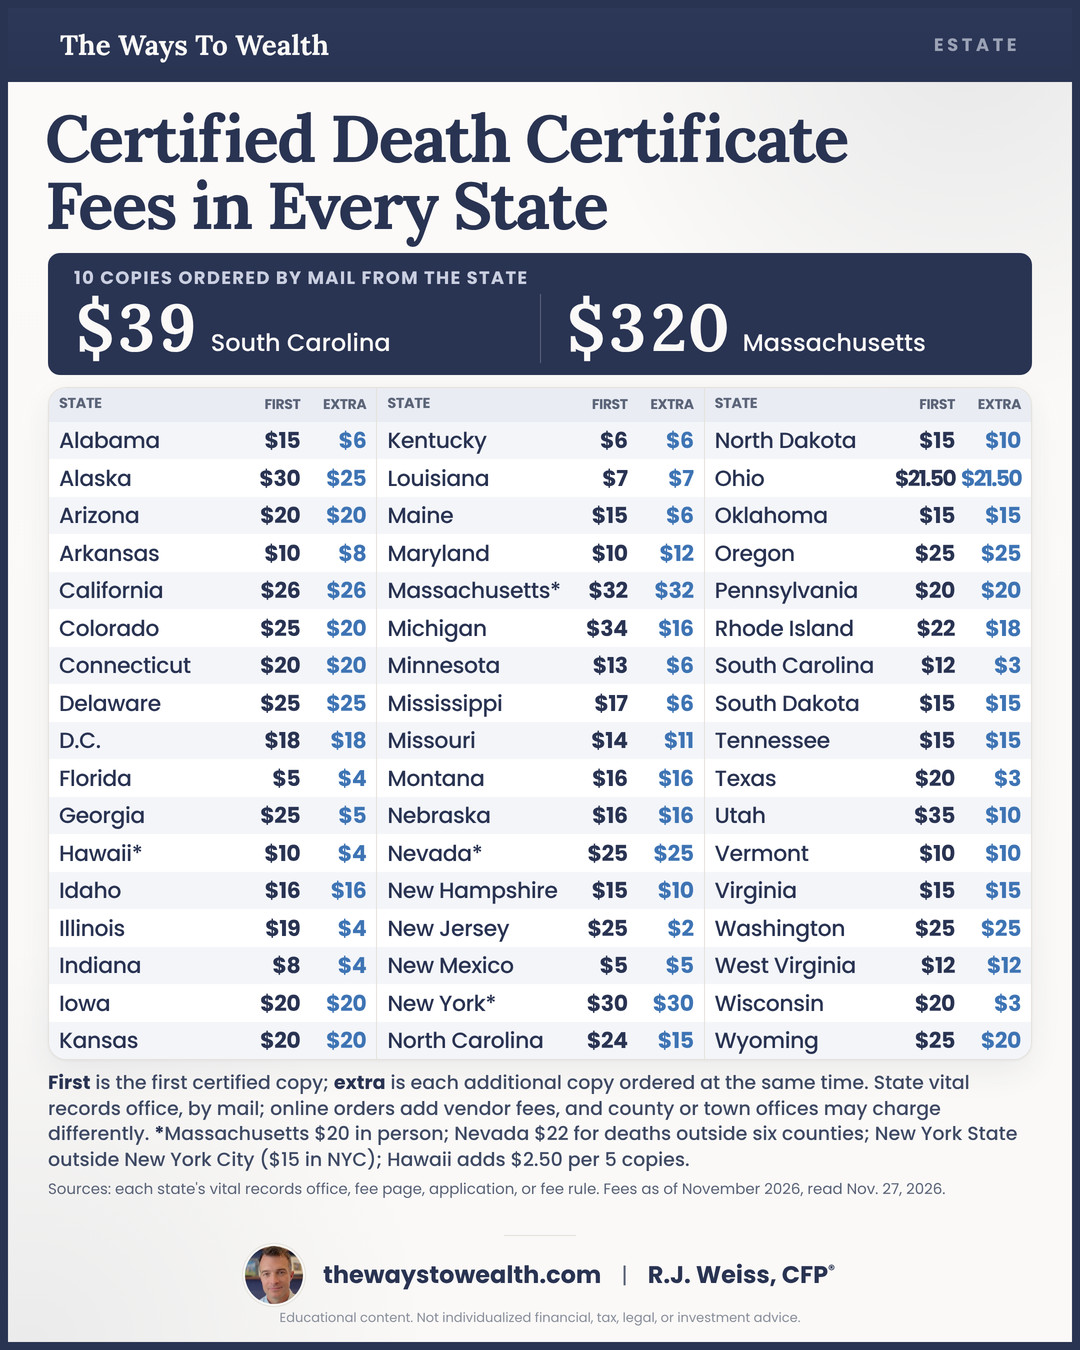 The Ways To Wealth
ESTATE
Certified Death Certificate
Fees in Every State
10 COPIES ORDERED BY MAIL FROM THE STATE
$39 South Carolina
$320 Massachusetts
STATE FIRST EXTRA STATE FIRST EXTRA STATE FIRST EXTRA
Alabama $15 $6 Kentucky $6 $6 North Dakota $15 $10
Alaska $30 $25 Louisiana $7 $7 Ohio $21.50 $21.50
Arizona $20 $20 Maine $15 $6 Oklahoma $15 $15
Arkansas $10 $8 Maryland $10 $12 Oregon $25 $25
California $26 $26 Massachusetts* $32 $32 Pennsylvania $20 $20
Colorado $25 $20 Michigan $34 $16 Rhode Island $22 $18
Connecticut $20 $20 Minnesota $13 $6 South Carolina $12 $3
Delaware $25 $25 Mississippi $17 $6 South Dakota $15 $15
D.C. $18 $18 Missouri $14 $11 Tennessee $15 $15
Florida $5 $4 Montana $16 $16 Texas $20 $3
Georgia $25 $5 Nebraska $16 $16 Utah $35 $10
Hawaii* $10 $4 Nevada* $25 $25 Vermont $10 $10
Idaho $16 $16 New Hampshire $15 $10 Virginia $15 $15
Illinois $19 $4 New Jersey $25 $2 Washington $25 $25
Indiana $8 $4 New Mexico $5 $5 West Virginia $12 $12
Iowa $20 $20 New York* $30 $30 Wisconsin $20 $3
Kansas $20 $20 North Carolina $24 $15 Wyoming $25 $20
First is the first certified copy; extra is each additional copy ordered at the same time. State vital
records office, by mail; online orders add vendor fees, and county or town offices may charge
differently. *Massachusetts $20 in person; Nevada $22 for deaths outside six counties; New York State
outside New York City ($15 in NYC); Hawaii adds $2.50 per 5 copies.
Sources: each state's vital records office, fee page, application, or fee rule. Fees as of November 2026, read Nov. 27, 2026.
thewaystowealth.com | R.J. Weiss, CFP®
Educational content. Not individualized financial, tax, legal, or investment advice.